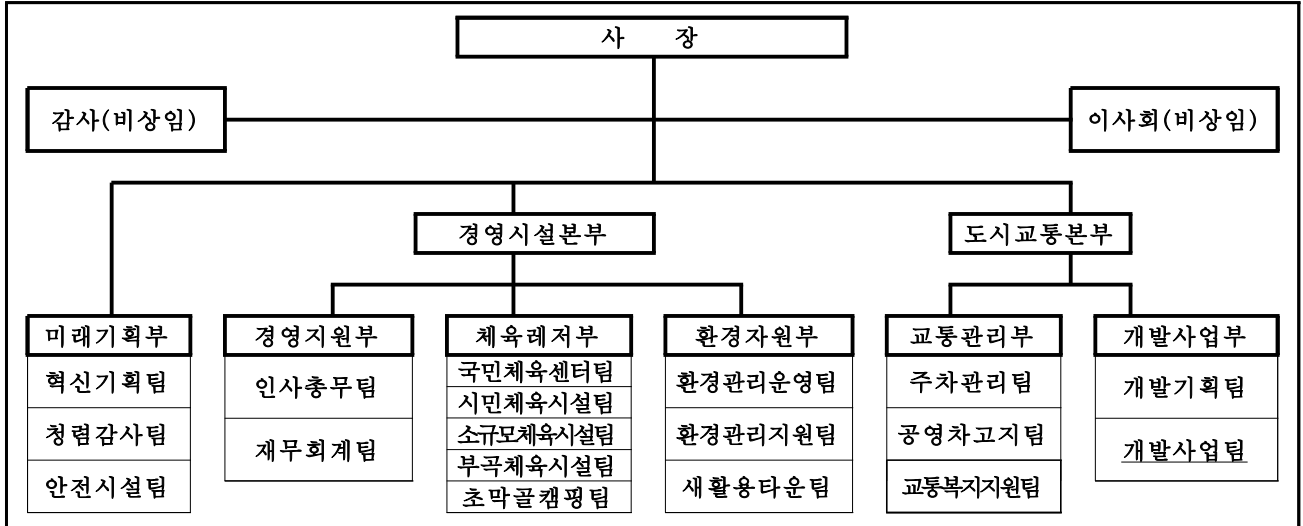 사 장
감사(비상임)
이사회(비상임)
경영시설본부
도시교통본부
미래기획부
혁신기획팀
청렴감사팀
안전시설팀
경영지원부
인사총무팀
재무회계팀
체육레저부
국민체육센터팀
시민체육시설팀
소규모체육시설팀
부곡체육시설팀
초막골캠핑팀
환경자원부
환경관리운영팀
환경관리지원팀
새활용타운팀
교통관리부
주차관리팀
공영차고지팀
교통복지지원팀
개발사업부
개발기획팀
개발사업팀